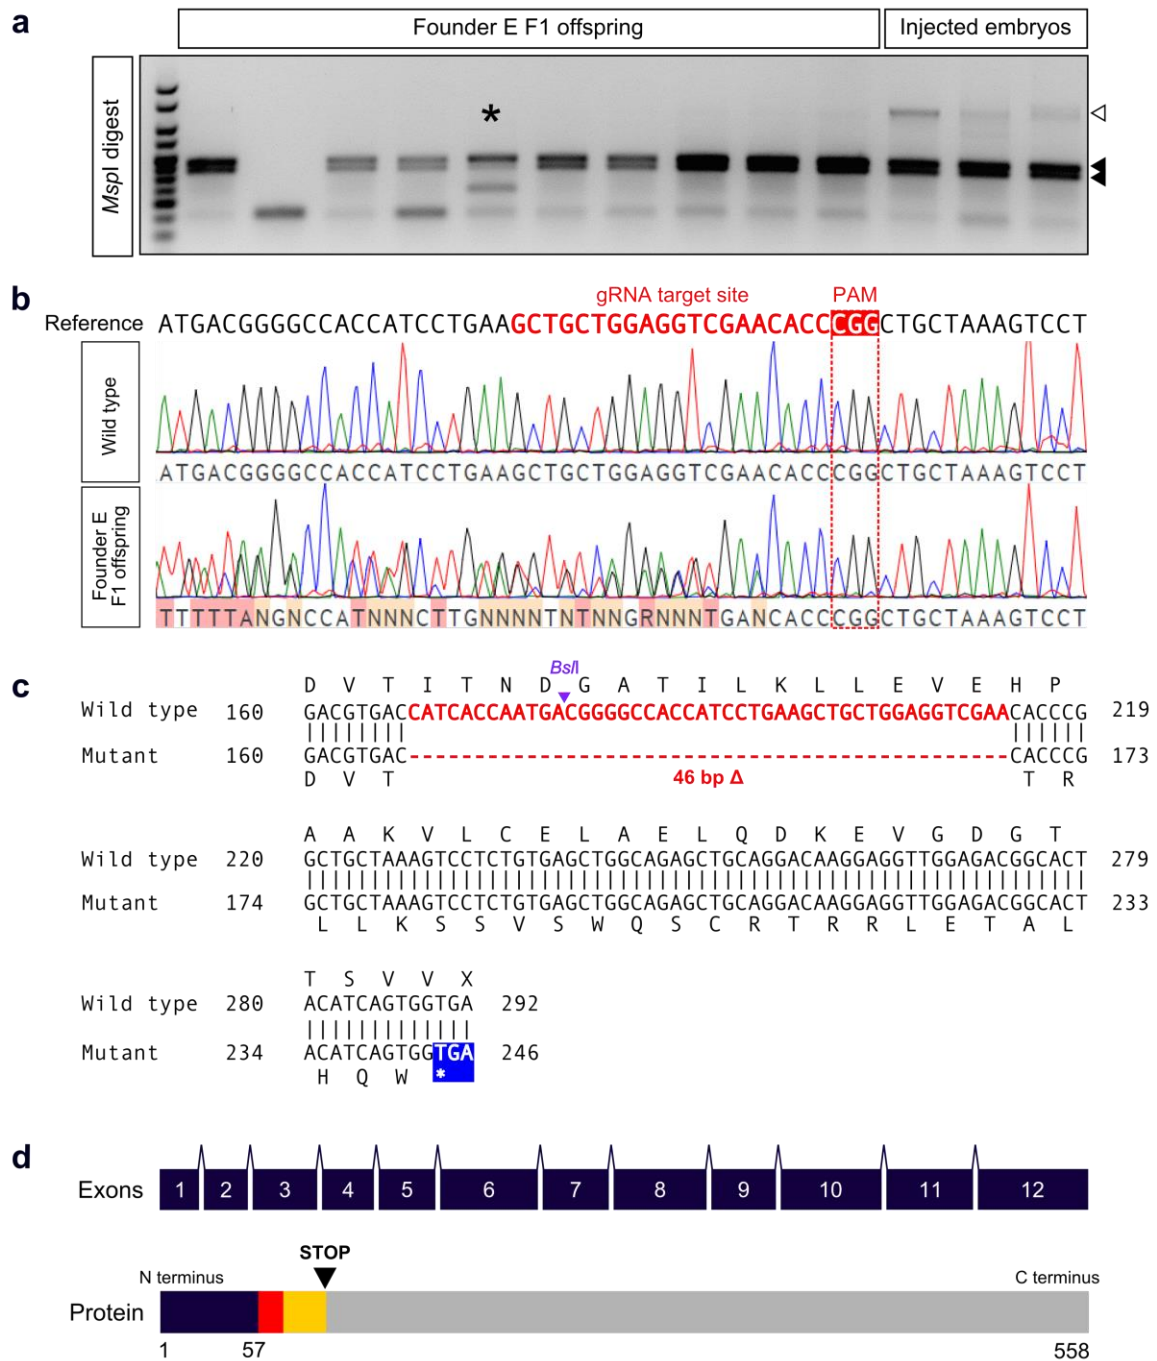 a
Founder E F1 offspring
Injected embryos
MspI digest
*
b
gRNA target site
PAM
Reference
ATGACGGGGCCACCATCCTGAAGCTGCTGGAGGTCGAACACCCGGCTGCTAAAGTCCT
Wild type
ATGACGGGGCCACCATCCTGAAGCTGCTGGAGGTCGAACACCCGGCTGCTAAAGTCCT
Founder E
F1 offspring
TTTTTANGNCCATNNNCTTGNNNNTNTNNGRNNNTGANCACCCGGCTGCTAAAGTCCT
c
BslI
D V T I T N D G A T I L K L L E V E H P
Wild type 160 GACGTGACCATCACCAATGACGGGGCCACCATCCTGAAGCTGCTGGAGGTCGAACACCCG 219
Mutant 160 GACGTGAC----------------------------------------------CACCCG 173
D V T 46 bp Δ T R
A A K V L C E L A E L Q D K E V G D G T
Wild type 220 GCTGCTAAAGTCCTCTGTGAGCTGGCAGAGCTGCAGGACAAGGAGGTTGGAGACGGCACT 279
Mutant 174 GCTGCTAAAGTCCTCTGTGAGCTGGCAGAGCTGCAGGACAAGGAGGTTGGAGACGGCACT 233
L L K S S V S W Q S C R T R R L E T A L
T S V V X
Wild type 280 ACATCAGTGGTGA 292
Mutant 234 ACATCAGTGGTGA 246
H Q W *
d
Exons 1 2 3 4 5 6 7 8 9 10 11 12
STOP
N terminus C terminus
Protein
1 57 558